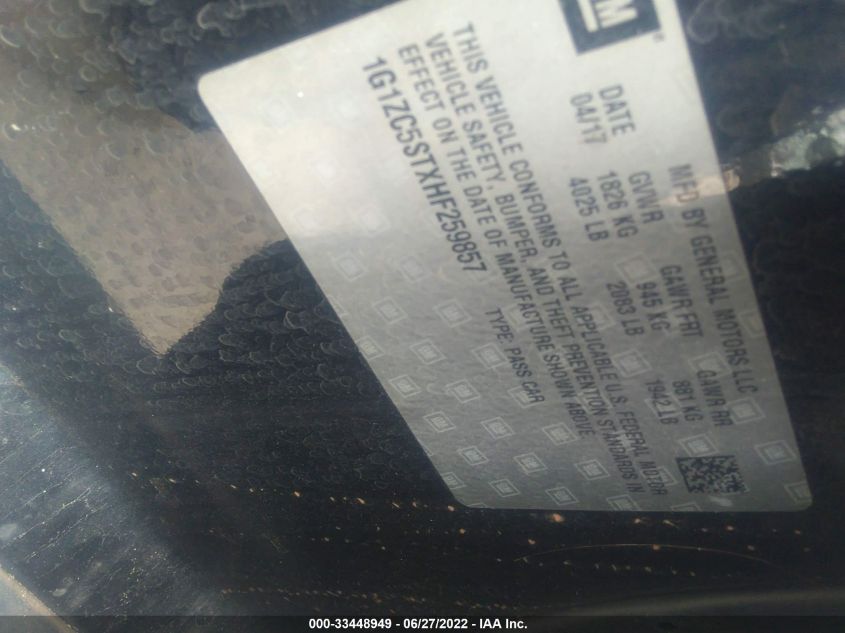 GM
®
MFD BY GENERAL MOTORS LLC
DATE GVWR GAWR FRT GAWR RR
04/17 1826 KG 945 KG 881 KG
4025 LB 2083 LB 1942 LB
THIS VEHICLE CONFORMS TO ALL APPLICABLE U.S. FEDERAL MOTOR
VEHICLE SAFETY, BUMPER, AND THEFT PREVENTION STANDARDS IN
EFFECT ON THE DATE OF MANUFACTURE SHOWN ABOVE
1G1ZC5STXHF259857 TYPE: PASS CAR
000-33448949 - 06/27/2022 - IAA Inc.